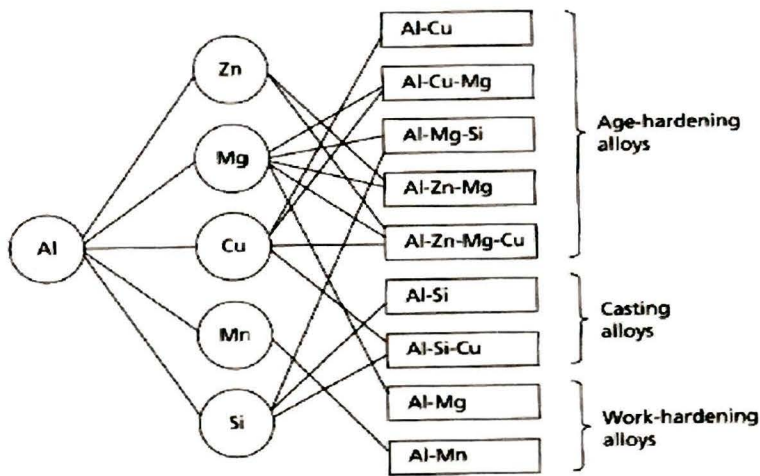 Al
Zn
Mg
Cu
Mn
Si
Al-Cu
Al-Cu-Mg
Al-Mg-Si
Al-Zn-Mg
Al-Zn-Mg-Cu
Al-Si
Al-Si-Cu
Al-Mg
Al-Mn
Age-hardening
alloys
Casting
alloys
Work-hardening
alloys